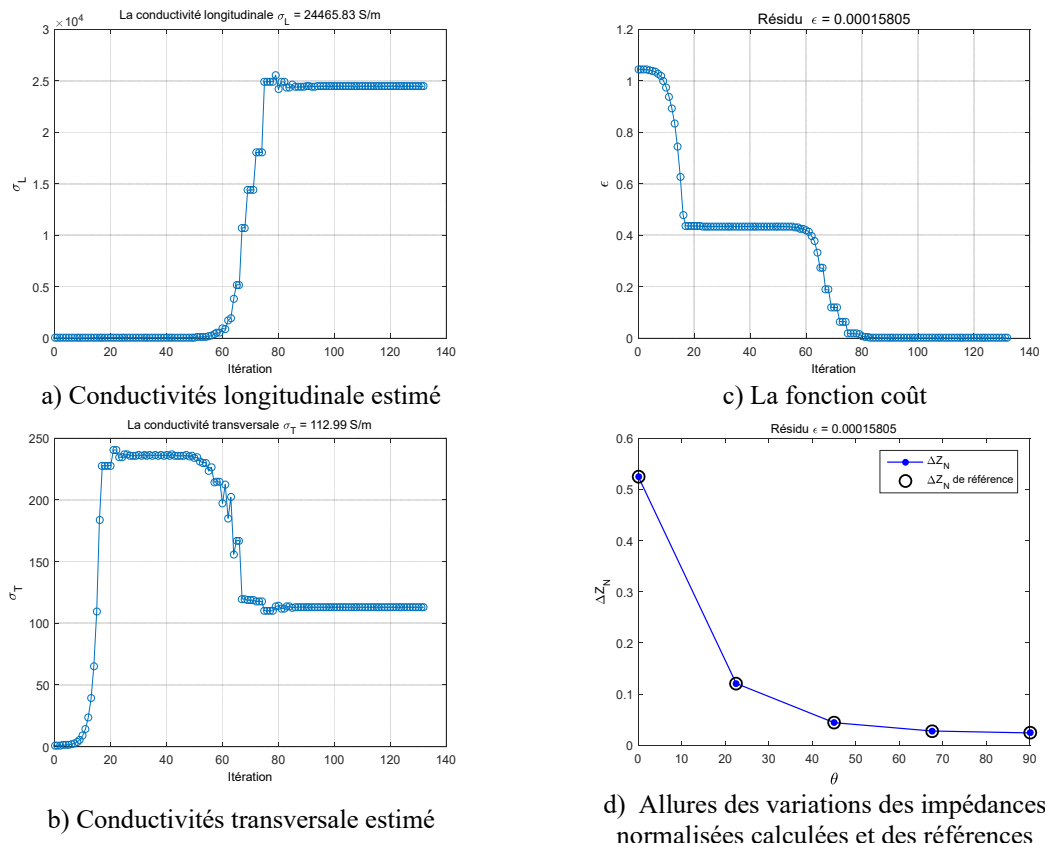 La conductivité longitudinale σL = 24465.83 S/m
×10^4
3
2.5
2
1.5
1
0.5
0
σL
0 20 40 60 80 100 120 140
Itération
a) Conductivités longitudinale estimé
Résidu ϵ = 0.00015805
1.2
1
0.8
0.6
0.4
0.2
0
ϵ
0 20 40 60 80 100 120 140
Itération
c) La fonction coût
La conductivité transversale σT = 112.99 S/m
250
200
150
100
50
0
σT
0 20 40 60 80 100 120 140
Itération
b) Conductivités transversale estimé
Résidu ϵ = 0.00015805
0.6
0.5
0.4
0.3
0.2
0.1
0
ΔZN
ΔZN
ΔZN de référence
0 10 20 30 40 50 60 70 80 90
θ
d) Allures des variations des impédances
normalisées calculées et des références